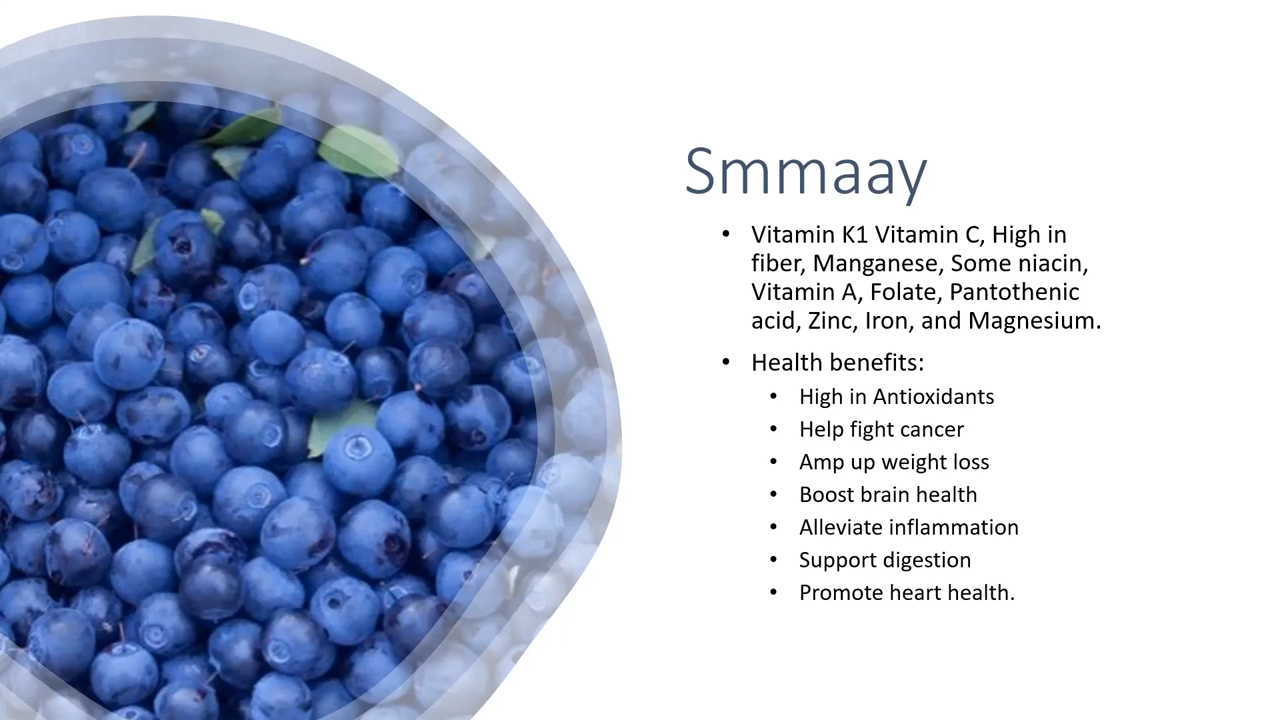 Smmaay
• Vitamin K1 Vitamin C, High in
fiber, Manganese, Some niacin,
Vitamin A, Folate, Pantothenic
acid, Zinc, Iron, and Magnesium.
• Health benefits:
• High in Antioxidants
• Help fight cancer
• Amp up weight loss
• Boost brain health
• Alleviate inflammation
• Support digestion
• Promote heart health.